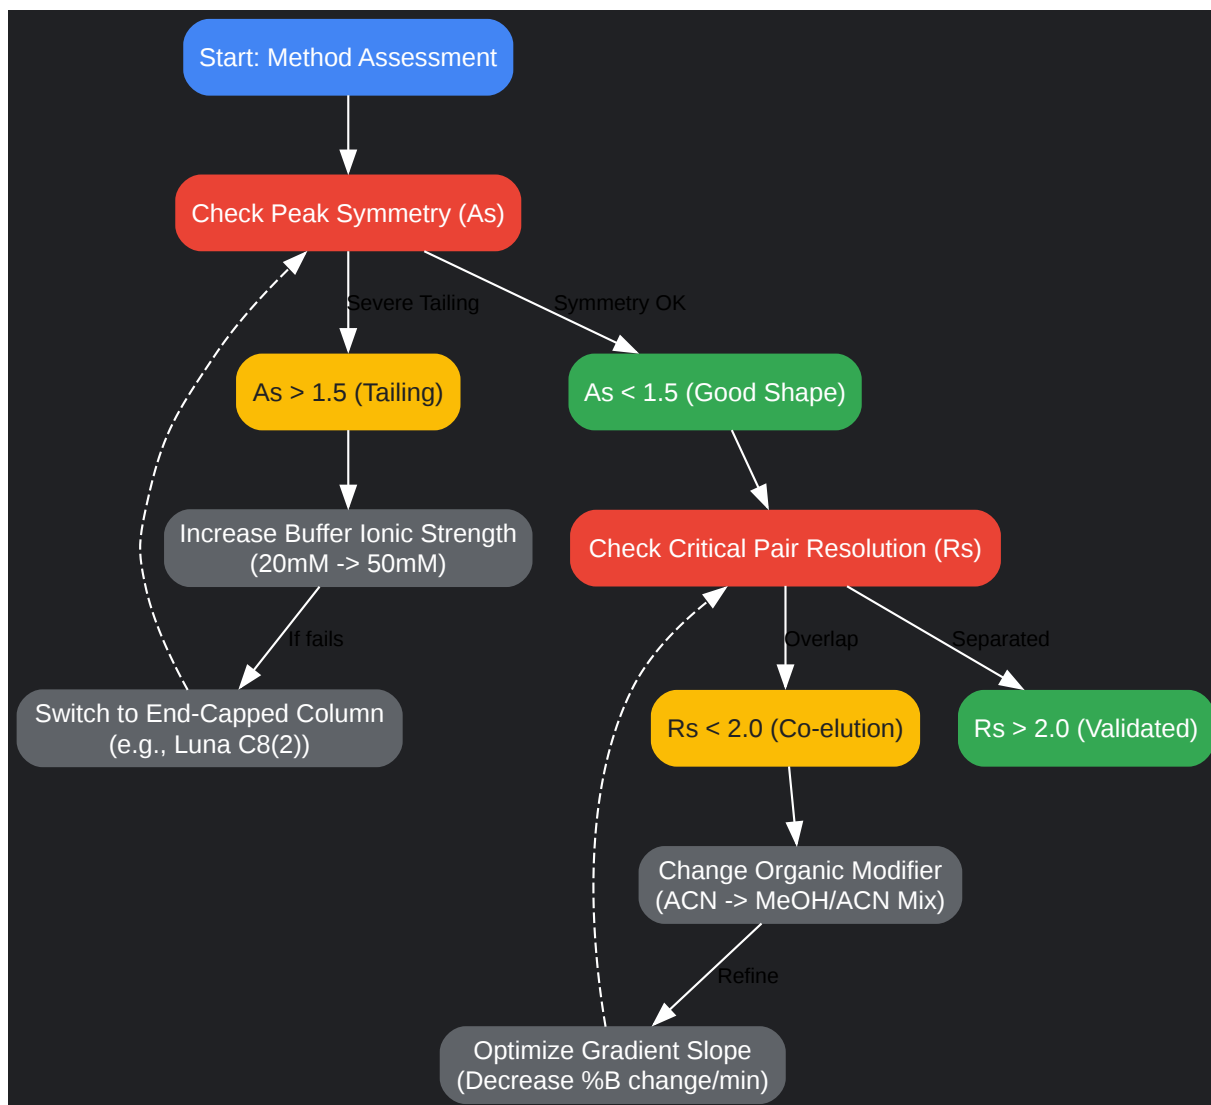 Start: Method Assessment
Check Peak Symmetry (As)
Severe Tailing
Symmetry OK
As > 1.5 (Tailing)
As < 1.5 (Good Shape)
Increase Buffer Ionic Strength
(20mM -> 50mM)
Check Critical Pair Resolution (Rs)
If fails
Overlap
Separated
Switch to End-Capped Column
(e.g., Luna C8(2))
Rs < 2.0 (Co-elution)
Rs > 2.0 (Validated)
Change Organic Modifier
(ACN -> MeOH/ACN Mix)
Refine
Optimize Gradient Slope
(Decrease %B change/min)